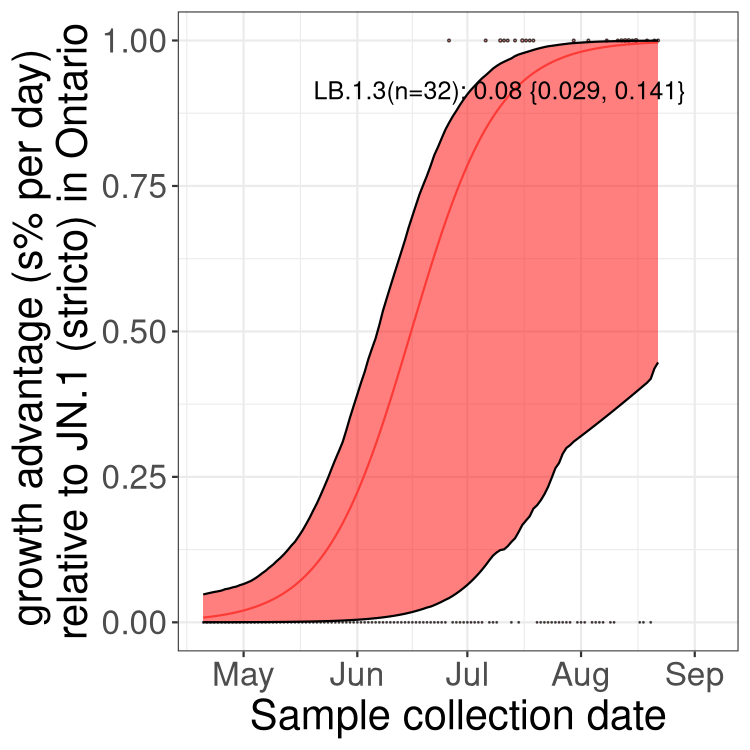 growth advantage (s% per day)
relative to JN.1 (stricto) in Ontario
1.00
0.75
0.50
0.25
0.00
LB.1.3(n=32): 0.08 {0.029, 0.141}
May Jun Jul Aug Sep
Sample collection date